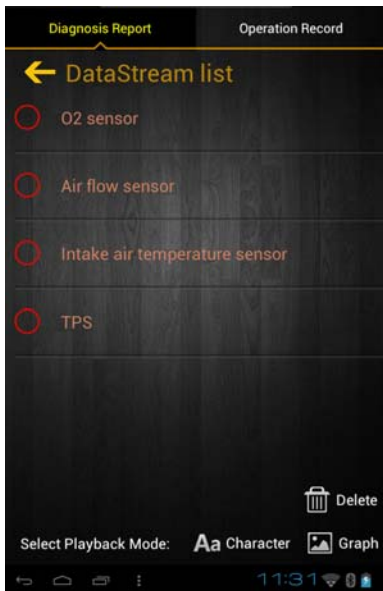 Diagnosis Report Operation Record
DataStream list
O2 sensor
Air flow sensor
Intake air temperature sensor
TPS
Delete
Select Playback Mode: Aa Character Graph
11:31